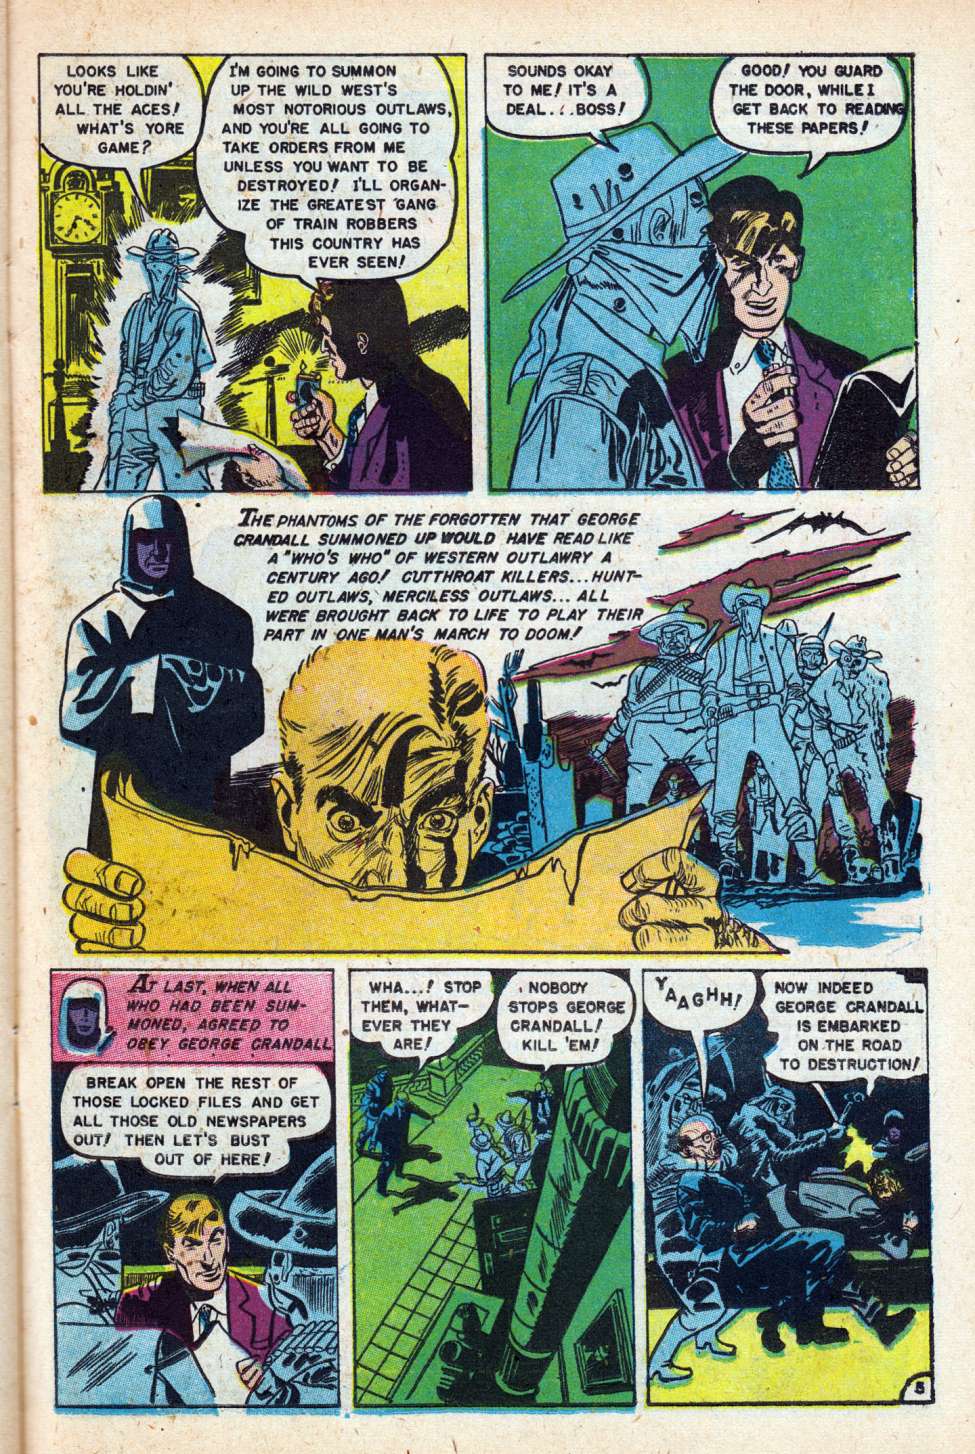 LOOKS LIKE
YOU'RE HOLDIN'
ALL THE ACES!
WHAT'S YORE
GAME?
I'M GOING TO SUMMON
UP THE WILD WEST'S
MOST NOTORIOUS OUTLAWS,
AND YOU'RE ALL GOING TO
TAKE ORDERS FROM ME
UNLESS YOU WANT TO BE
DESTROYED! I'LL ORGAN-
IZE THE GREATEST GANG
OF TRAIN ROBBERS
THIS COUNTRY HAS
EVER SEEN!
SOUNDS OKAY
TO ME! IT'S A
DEAL...BOSS!
GOOD! YOU GUARD
THE DOOR, WHILE I
GET BACK TO READING
THESE PAPERS!
THE PHANTOMS OF THE FORGOTTEN THAT GEORGE
CRANDALL SUMMONED UP WOULD HAVE READ LIKE
A "WHO'S WHO" OF WESTERN OUTLAWRY A
CENTURY AGO! CUTTHROAT KILLERS...HUNT-
ED OUTLAWS, MERCILESS OUTLAWS... ALL
WERE BROUGHT BACK TO LIFE TO PLAY THEIR
PART IN ONE MAN'S MARCH TO DOOM!
AT LAST, WHEN ALL
WHO HAD BEEN SUM-
MONED, AGREED TO
OBEY GEORGE CRANDALL
BREAK OPEN THE REST OF
THOSE LOCKED FILES AND GET
ALL THOSE OLD NEWSPAPERS
OUT! THEN LET'S BUST
OUT OF HERE!
WHA...! STOP
THEM, WHAT-
EVER THEY
ARE!
NOBODY
STOPS GEORGE
CRANDALL!
KILL 'EM!
YAAGHH!
NOW INDEED
GEORGE CRANDALL
IS EMBARKED
ON THE ROAD
TO DESTRUCTION!
5